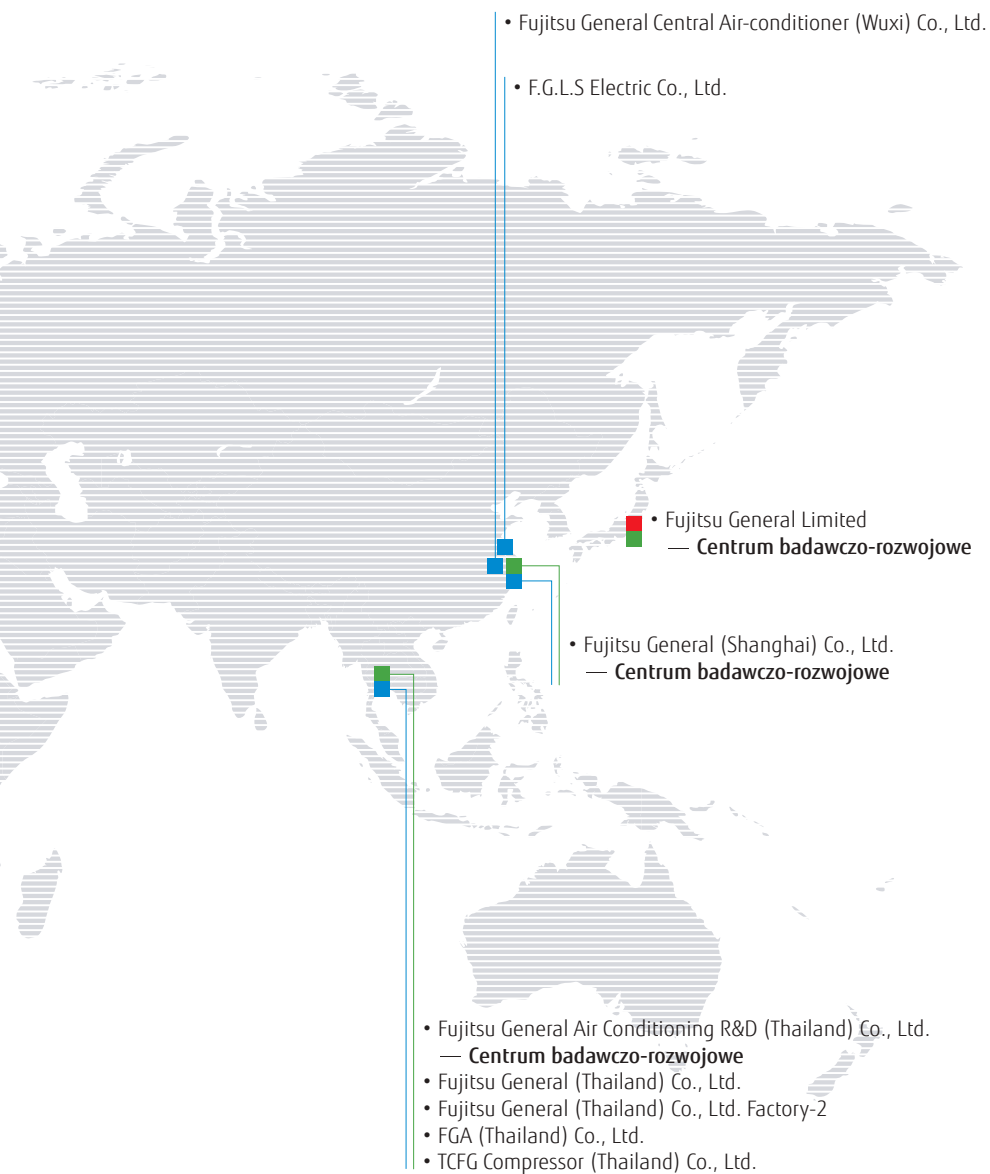 • Fujitsu General Central Air-conditioner (Wuxi) Co., Ltd.
• F.G.L.S Electric Co., Ltd.
• Fujitsu General Limited
— Centrum badawczo-rozwojowe
• Fujitsu General (Shanghai) Co., Ltd.
— Centrum badawczo-rozwojowe
• Fujitsu General Air Conditioning R&D (Thailand) Co., Ltd.
— Centrum badawczo-rozwojowe
• Fujitsu General (Thailand) Co., Ltd.
• Fujitsu General (Thailand) Co., Ltd. Factory-2
• FGA (Thailand) Co., Ltd.
• TCFG Compressor (Thailand) Co., Ltd.